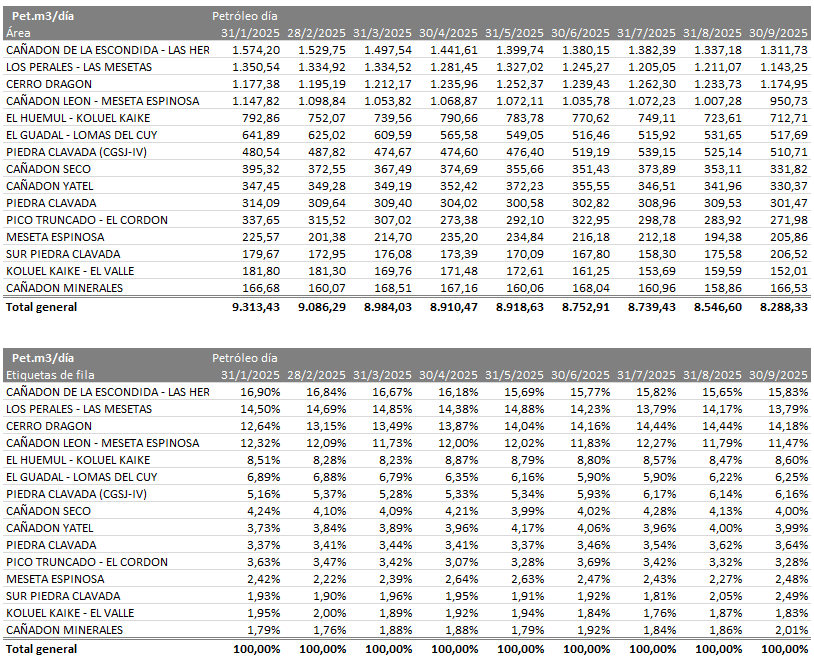 Pet.m3/día Petróleo día
Área 31/1/2025 28/2/2025 31/3/2025 30/4/2025 31/5/2025 30/6/2025 31/7/2025 31/8/2025 30/9/2025
CAÑADON DE LA ESCONDIDA - LAS HER 1.574,20 1.529,75 1.497,54 1.441,61 1.399,74 1.380,15 1.382,39 1.337,18 1.311,73
LOS PERALES - LAS MESETAS 1.350,54 1.334,92 1.334,52 1.281,45 1.327,02 1.245,27 1.205,05 1.211,07 1.143,25
CERRO DRAGON 1.177,38 1.195,19 1.212,17 1.235,96 1.252,37 1.239,43 1.262,30 1.233,73 1.174,95
CAÑADON LEON - MESETA ESPINOSA 1.147,82 1.098,84 1.053,82 1.068,87 1.072,11 1.035,78 1.072,23 1.007,28 950,73
EL HUEMUL - KOLUEL KAIKE 792,86 752,07 739,56 790,66 783,78 770,62 749,11 723,61 712,71
EL GUADAL - LOMAS DEL CUY 641,89 625,02 609,59 565,58 549,05 516,46 515,92 531,65 517,69
PIEDRA CLAVADA (CGSJ-IV) 480,54 487,82 474,67 474,60 476,40 519,19 539,15 525,14 510,71
CAÑADON SECO 395,32 372,55 367,49 374,69 355,66 351,43 373,89 353,11 331,82
CAÑADON YATEL 347,45 349,28 349,19 352,42 372,23 355,55 346,51 341,96 330,37
PIEDRA CLAVADA 314,09 309,64 309,40 304,02 300,58 302,82 308,96 309,53 301,47
PICO TRUNCADO - EL CORDON 337,65 315,52 307,02 273,38 292,10 322,95 298,78 283,92 271,98
MESETA ESPINOSA 225,57 201,38 214,70 235,20 234,84 216,18 212,18 194,38 205,86
SUR PIEDRA CLAVADA 179,67 172,95 176,08 173,39 170,09 167,80 158,30 175,58 206,52
KOLUEL KAIKE - EL VALLE 181,80 181,30 169,76 171,48 172,61 161,25 153,69 159,59 152,01
CAÑADON MINERALES 166,68 160,07 168,51 167,16 160,06 168,04 160,96 158,86 166,53
Total general 9.313,43 9.086,29 8.984,03 8.910,47 8.918,63 8.752,91 8.739,43 8.546,60 8.288,33
Pet.m3/día Petróleo día
Etiquetas de fila 31/1/2025 28/2/2025 31/3/2025 30/4/2025 31/5/2025 30/6/2025 31/7/2025 31/8/2025 30/9/2025
CAÑADON DE LA ESCONDIDA - LAS HER 16,90% 16,84% 16,67% 16,18% 15,69% 15,77% 15,82% 15,65% 15,83%
LOS PERALES - LAS MESETAS 14,50% 14,69% 14,85% 14,38% 14,88% 14,23% 13,79% 14,17% 13,79%
CERRO DRAGON 12,64% 13,15% 13,49% 13,87% 14,04% 14,16% 14,44% 14,44% 14,18%
CAÑADON LEON - MESETA ESPINOSA 12,32% 12,09% 11,73% 12,00% 12,02% 11,83% 12,27% 11,79% 11,47%
EL HUEMUL - KOLUEL KAIKE 8,51% 8,28% 8,23% 8,87% 8,79% 8,80% 8,57% 8,47% 8,60%
EL GUADAL - LOMAS DEL CUY 6,89% 6,88% 6,79% 6,35% 6,16% 5,90% 5,90% 6,22% 6,25%
PIEDRA CLAVADA (CGSJ-IV) 5,16% 5,37% 5,28% 5,33% 5,34% 5,93% 6,17% 6,14% 6,16%
CAÑADON SECO 4,24% 4,10% 4,09% 4,21% 3,99% 4,02% 4,28% 4,13% 4,00%
CAÑADON YATEL 3,73% 3,84% 3,89% 3,96% 4,17% 4,06% 3,96% 4,00% 3,99%
PIEDRA CLAVADA 3,37% 3,41% 3,44% 3,41% 3,37% 3,46% 3,54% 3,62% 3,64%
PICO TRUNCADO - EL CORDON 3,63% 3,47% 3,42% 3,07% 3,28% 3,69% 3,42% 3,32% 3,28%
MESETA ESPINOSA 2,42% 2,22% 2,39% 2,64% 2,63% 2,47% 2,43% 2,27% 2,48%
SUR PIEDRA CLAVADA 1,93% 1,90% 1,96% 1,95% 1,91% 1,92% 1,81% 2,05% 2,49%
KOLUEL KAIKE - EL VALLE 1,95% 2,00% 1,89% 1,92% 1,94% 1,84% 1,76% 1,87% 1,83%
CAÑADON MINERALES 1,79% 1,76% 1,88% 1,88% 1,79% 1,92% 1,84% 1,86% 2,01%
Total general 100,00% 100,00% 100,00% 100,00% 100,00% 100,00% 100,00% 100,00% 100,00%